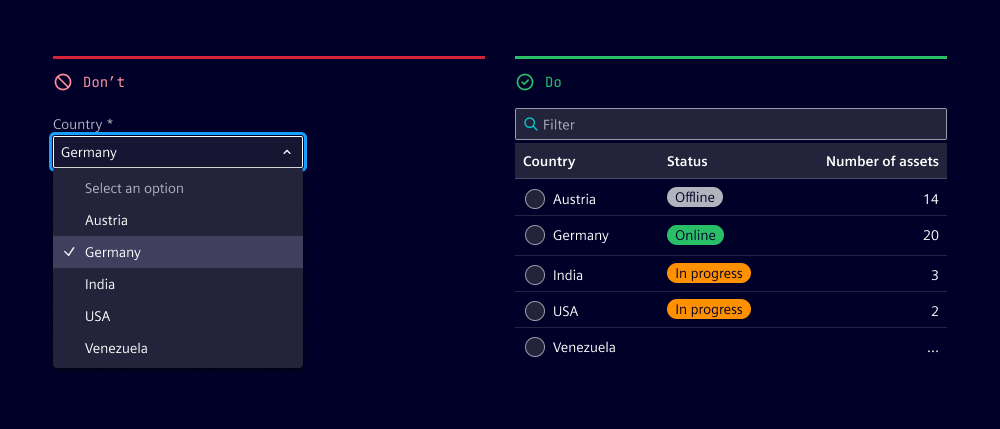 Don't
Country *
Germany
Select an option
Austria
Germany
India
USA
Venezuela
Do
Filter
Country Status Number of assets
Austria Offline 14
Germany Online 20
India In progress 3
USA In progress 2
Venezuela ...